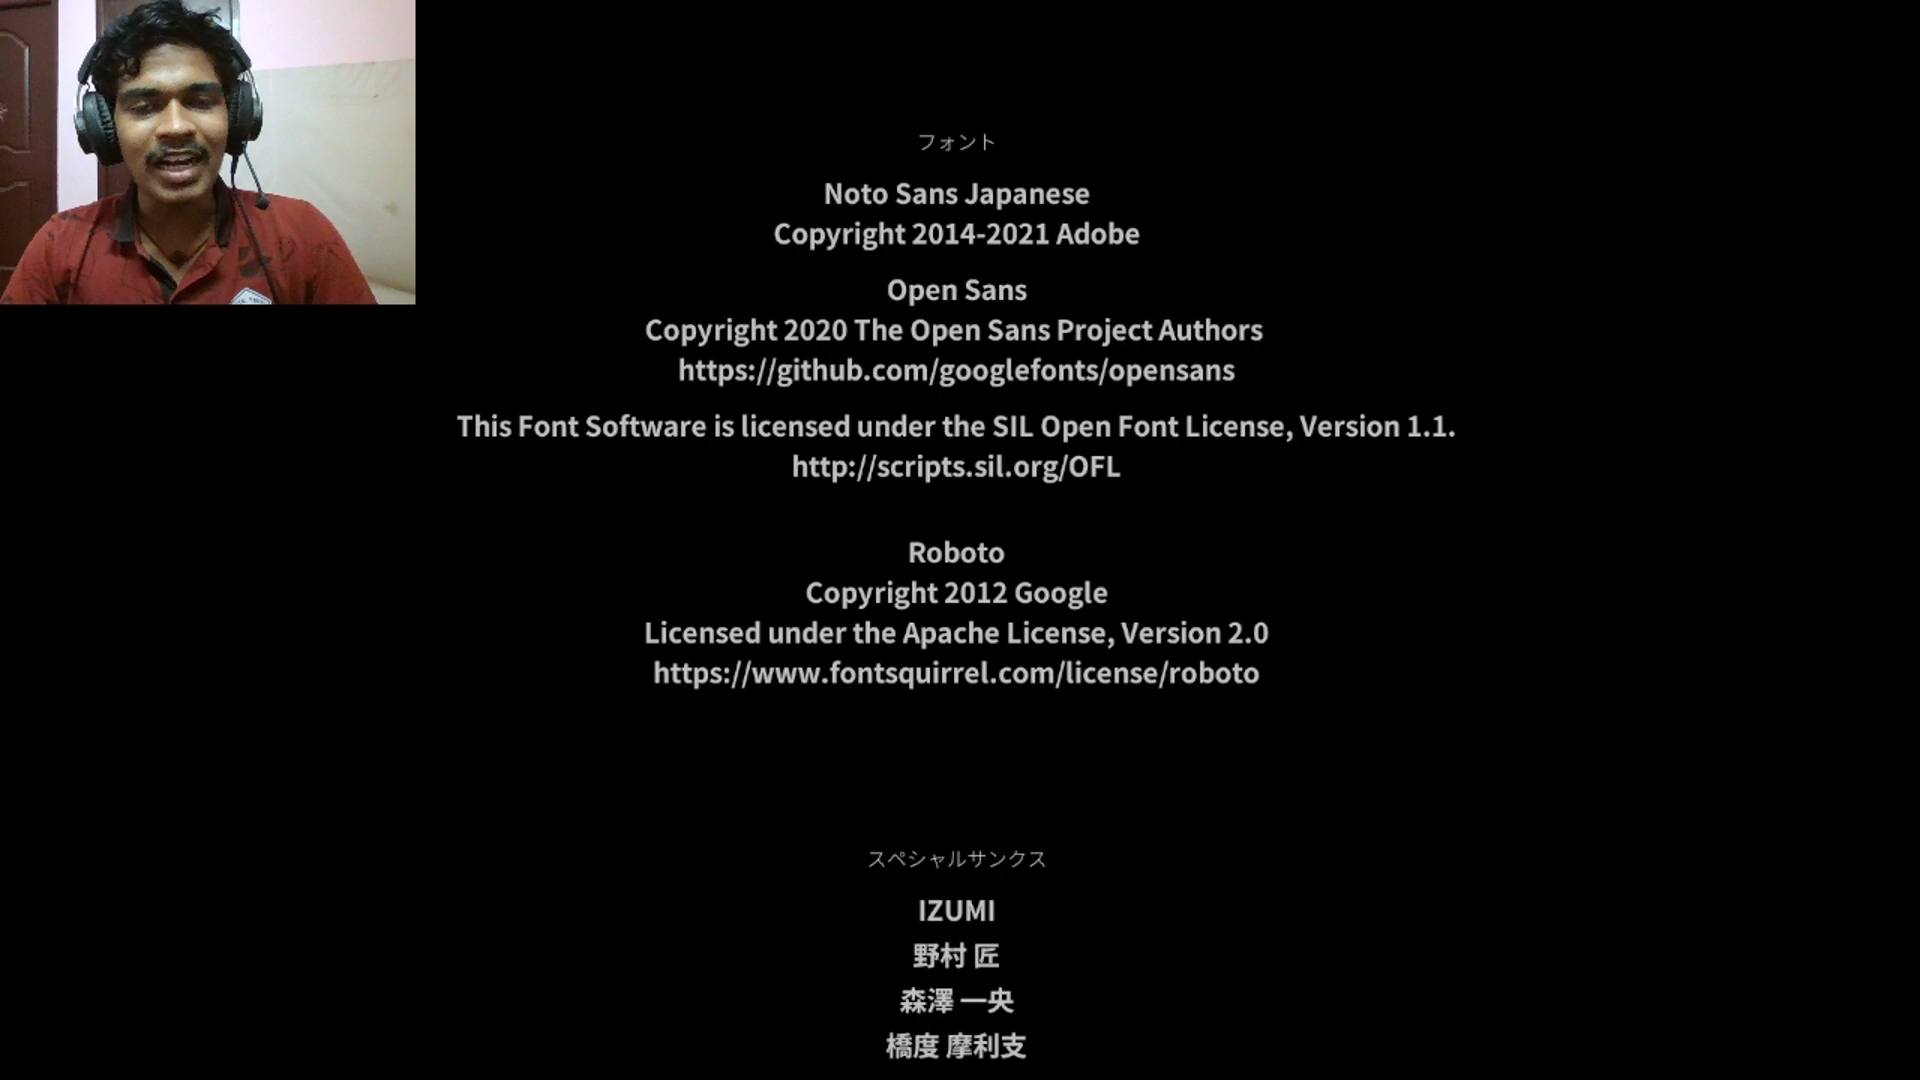 フォント
Noto Sans Japanese
Copyright 2014-2021 Adobe
Open Sans
Copyright 2020 The Open Sans Project Authors
https://github.com/googlefonts/opensans
This Font Software is licensed under the SIL Open Font License, Version 1.1.
http://scripts.sil.org/OFL
Roboto
Copyright 2012 Google
Licensed under the Apache License, Version 2.0
https://www.fontsquirrel.com/license/roboto
スペシャルサンクス
IZUMI
野村 匠
森澤 一央
橋度 摩利支